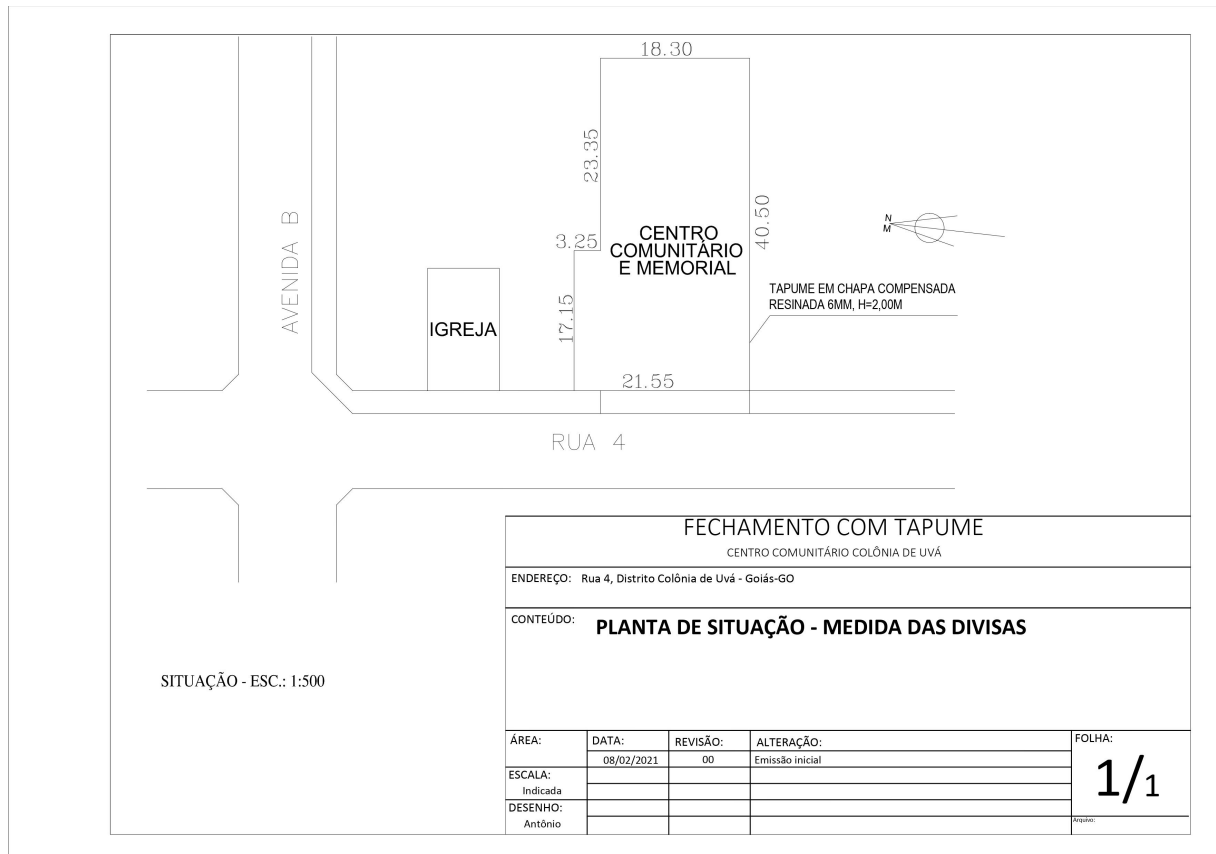 18.30
23.35
AVENIDA B
3.25
CENTRO
COMUNITÁRIO
E MEMORIAL
40.50
N
M
TAPUME EM CHAPA COMPENSADA
RESINADA 6MM, H=2,00M
IGREJA
17.15
21.55
RUA 4
FECHAMENTO COM TAPUME
CENTRO COMUNITÁRIO COLÔNIA DE UVÁ
ENDEREÇO: Rua 4, Distrito Colônia de Uvá - Goiás-GO
CONTEÚDO: PLANTA DE SITUAÇÃO - MEDIDA DAS DIVISAS
SITUAÇÃO - ESC.: 1:500
ÁREA: DATA: REVISÃO: ALTERAÇÃO: FOLHA:
08/02/2021 00 Emissão inicial
1/1
ESCALA:
Indicada
DESENHO:
Antônio
Arquivo: